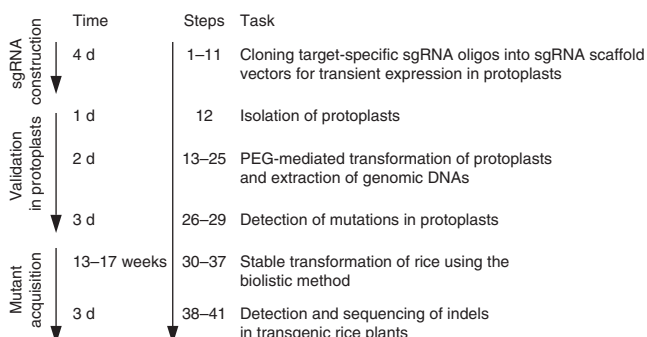 Time Steps Task
sgRNA
construction
4 d 1–11 Cloning target-specific sgRNA oligos into sgRNA scaffold
vectors for transient expression in protoplasts
Validation
in protoplasts
1 d 12 Isolation of protoplasts
2 d 13–25 PEG-mediated transformation of protoplasts
and extraction of genomic DNAs
3 d 26–29 Detection of mutations in protoplasts
Mutant
acquisition
13–17 weeks 30–37 Stable transformation of rice using the
biolistic method
3 d 38–41 Detection and sequencing of indels
in transgenic rice plants